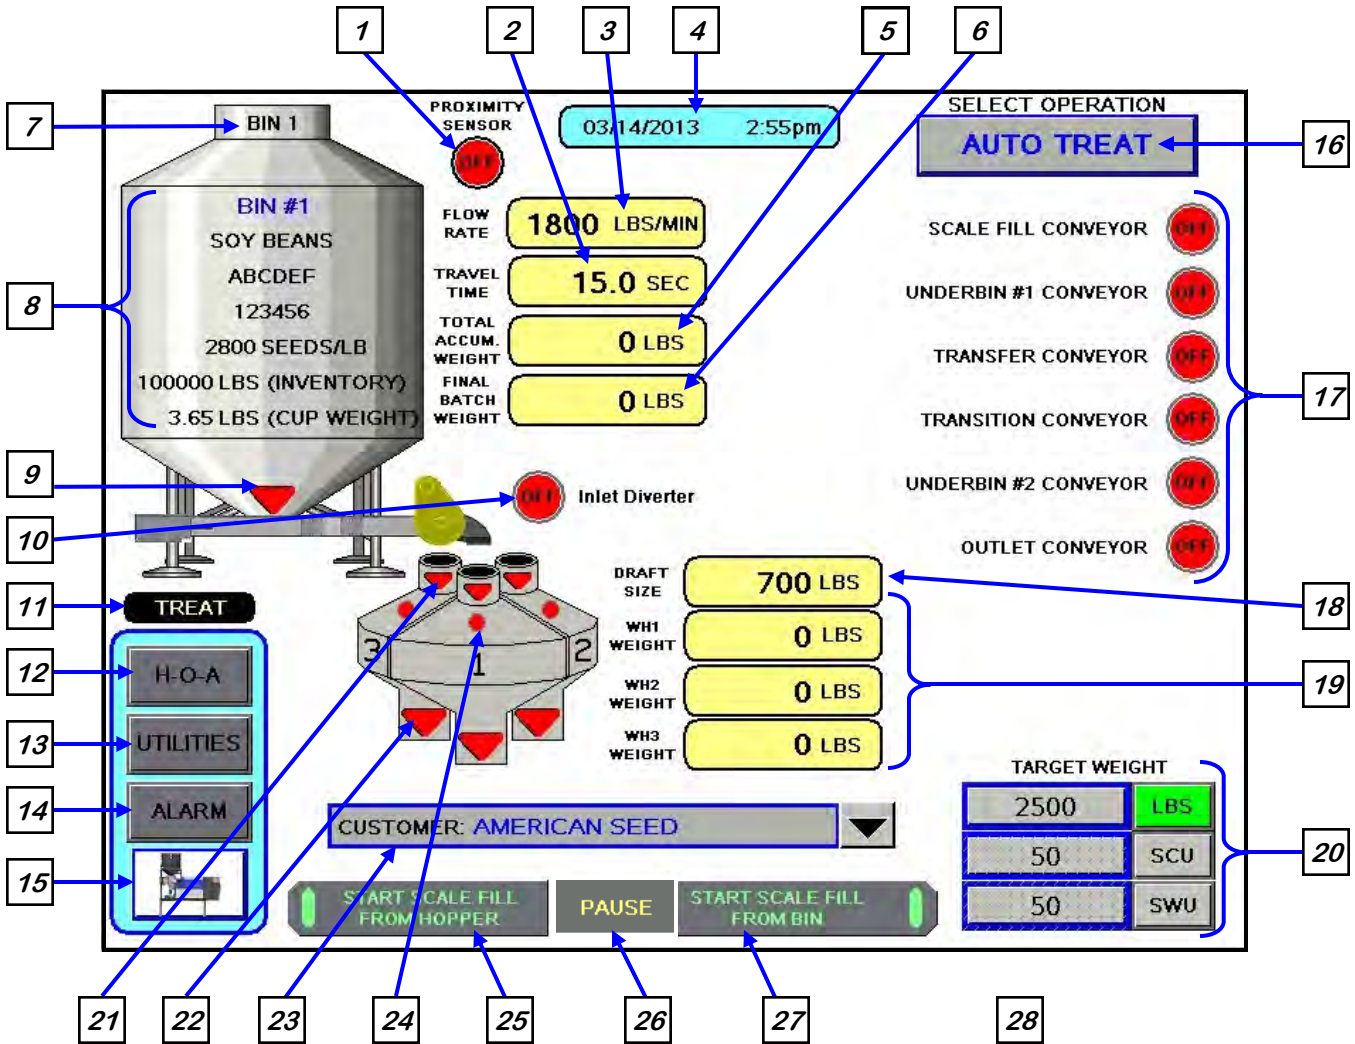 1
2
3
4
5
6
7
8
9
10
11
12
13
14
15
16
17
18
19
20
21
22
23
24
25
26
27
28
BIN 1
PROXIMITY
SENSOR
OFF
03/14/2013 2:55pm
SELECT OPERATION
AUTO TREAT
BIN #1
SOY BEANS
ABCDEF
123456
2800 SEEDS/LB
100000 LBS (INVENTORY)
3.65 LBS (CUP WEIGHT)
FLOW
RATE
1800 LBS/MIN
TRAVEL
TIME
15.0 SEC
TOTAL
ACCUM.
WEIGHT
0 LBS
FINAL
BATCH
WEIGHT
0 LBS
SCALE FILL CONVEYOR OFF
UNDERBIN #1 CONVEYOR OFF
TRANSFER CONVEYOR OFF
TRANSITION CONVEYOR OFF
UNDERBIN #2 CONVEYOR OFF
OUTLET CONVEYOR OFF
OFF Inlet Diverter
3
1
2
DRAFT
SIZE
700 LBS
WH1
WEIGHT
0 LBS
WH2
WEIGHT
0 LBS
WH3
WEIGHT
0 LBS
TREAT
H-O-A
UTILITIES
ALARM
CUSTOMER: AMERICAN SEED
START SCALE FILL
FROM HOPPER
PAUSE
START SCALE FILL
FROM BIN
TARGET WEIGHT
2500 LBS
50 SCU
50 SWU